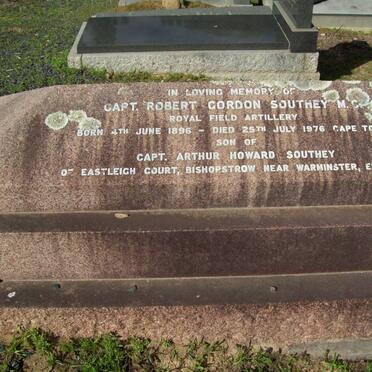 IN LOVING MEMORY OF
CAPT. ROBERT GORDON SOUTHEY M.C.
ROYAL FIELD ARTILLERY
BORN 4TH JUNE 1896 - DIED 25TH JULY 1976 CAPE TO
SON OF
CAPT. ARTHUR HOWARD SOUTHEY
OF EASTLEIGH COURT, BISHOPSTROW NEAR WARMINSTER, E